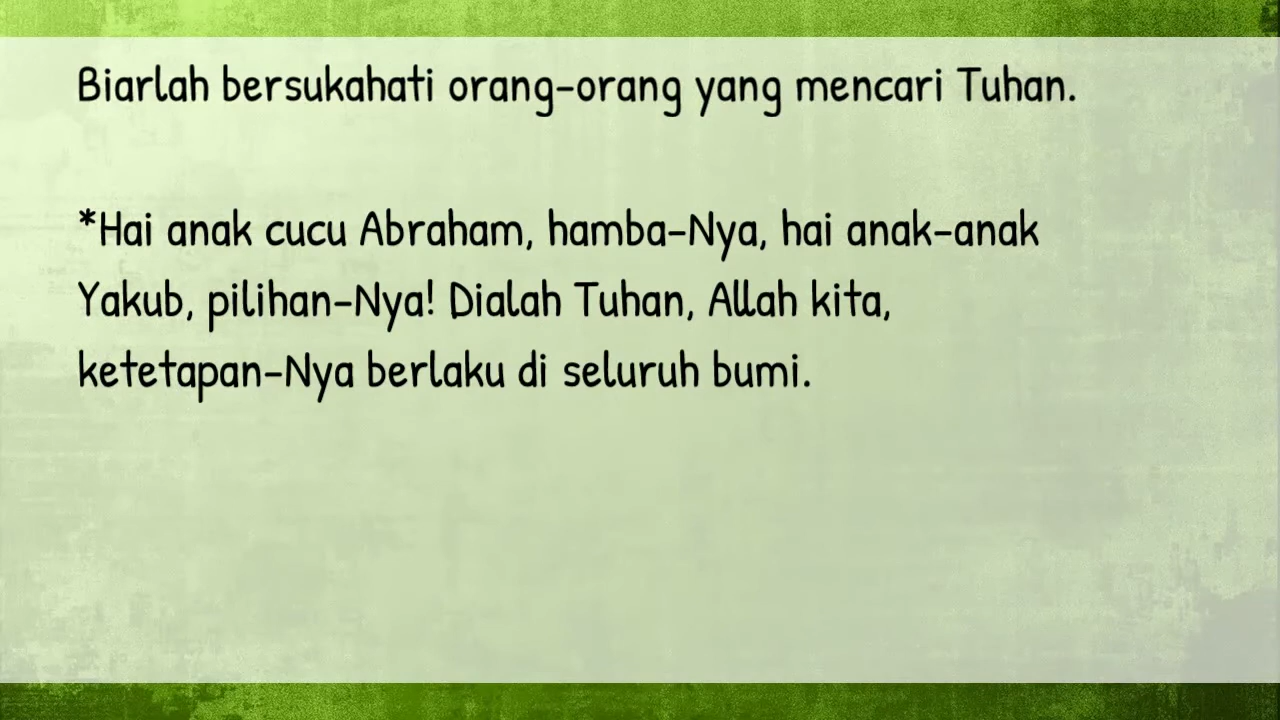 Biarlah bersukahati orang-orang yang mencari Tuhan.
*Hai anak cucu Abraham, hamba-Nya, hai anak-anak
Yakub, pilihan-Nya! Dialah Tuhan, Allah kita,
ketetapan-Nya berlaku di seluruh bumi.